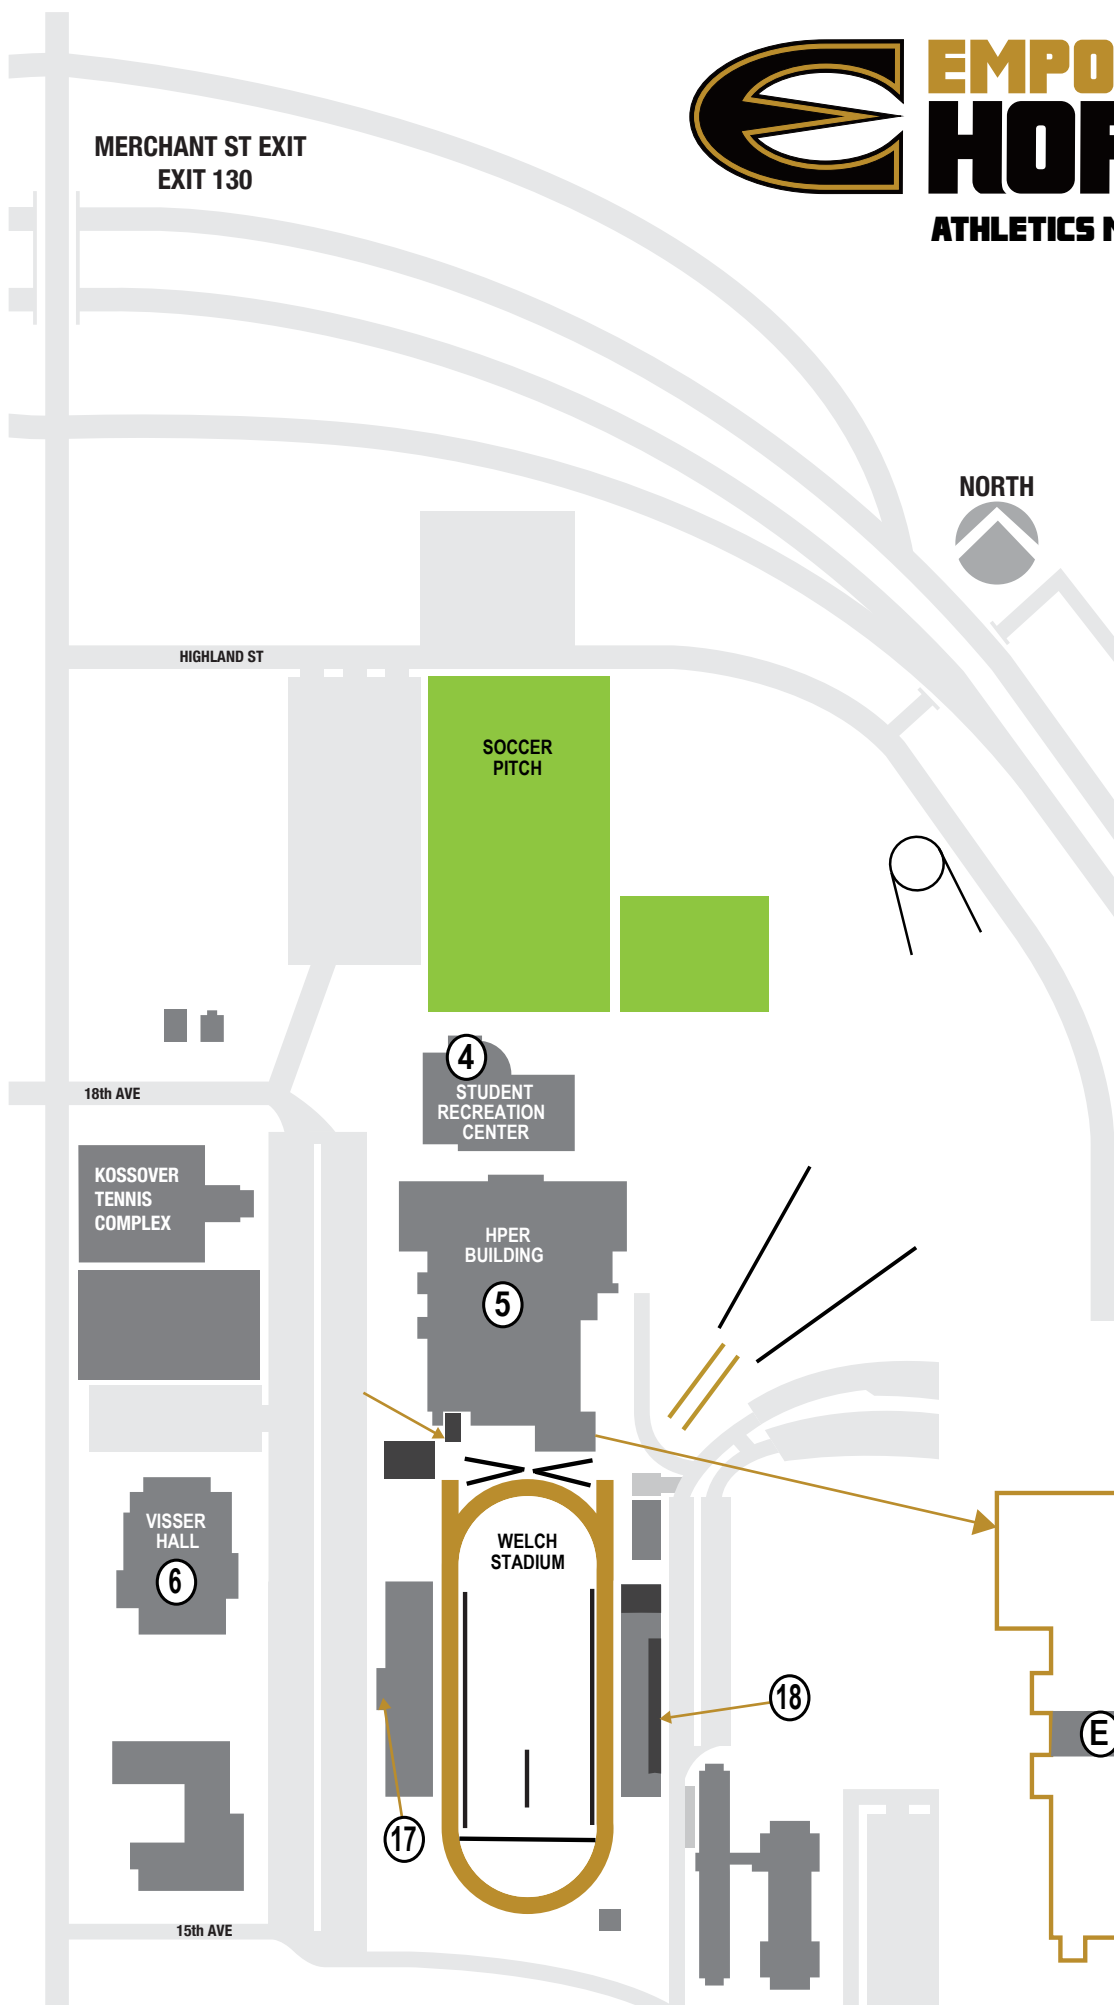 EMPO
HOR
ATHLETICS
MERCHANT ST EXIT
EXIT 130
NORTH
HIGHLAND ST
SOCCER
PITCH
4
STUDENT
RECREATION
CENTER
18th AVE
KOSSOVER
TENNIS
COMPLEX
HPER
BUILDING
5
VISSER
HALL
6
WELCH
STADIUM
18
E
17
15th AVE